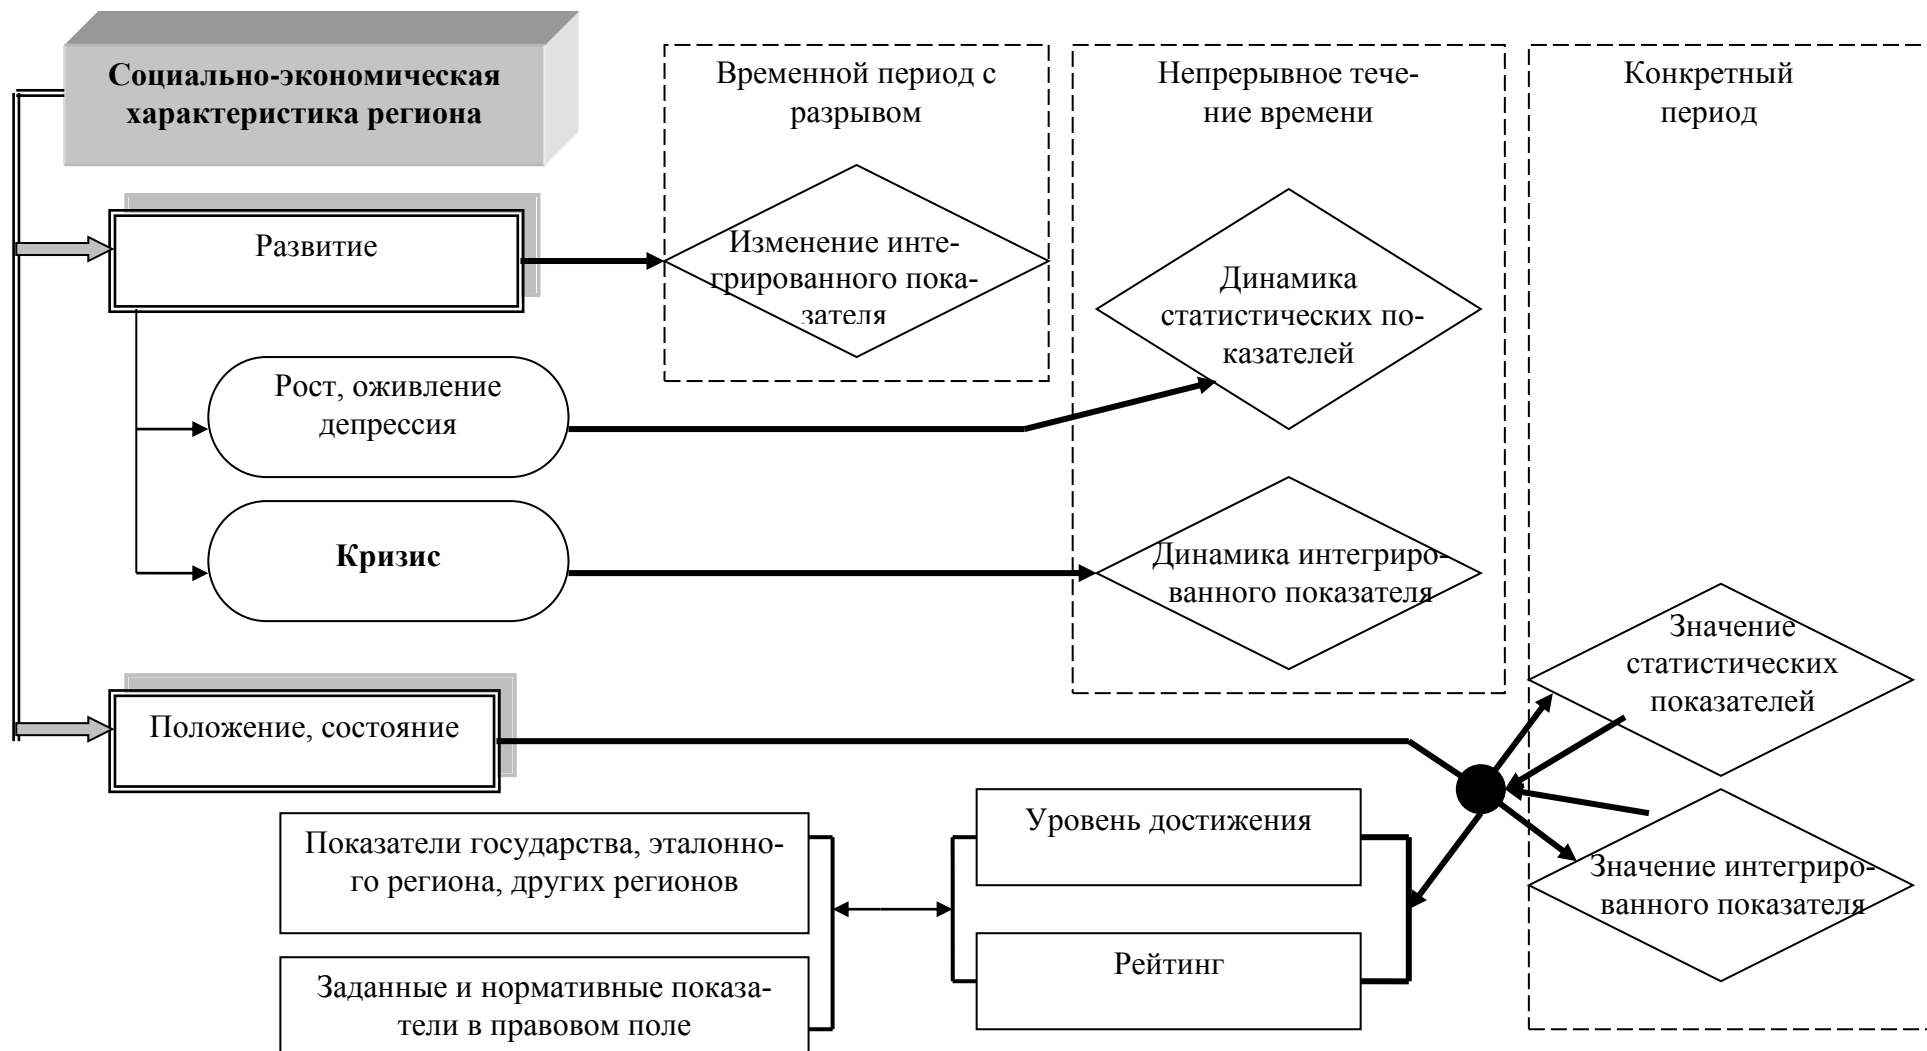 Социально-экономическая
характеристика региона
Временной период с
разрывом
Непрерывное тече-
ние времени
Конкретный
период
Развитие
Изменение инте-
грированного пока-
зателя
Динамика
статистических по-
казателей
Рост, оживление
депрессия
Кризис
Динамика интегриро-
ванного показателя
Значение
статистических
показателей
Положение, состояние
Уровень достижения
Показатели государства, эталонно-
го региона, других регионов
Значение интегриро-
ванного показателя
Рейтинг
Заданные и нормативные показа-
тели в правовом поле